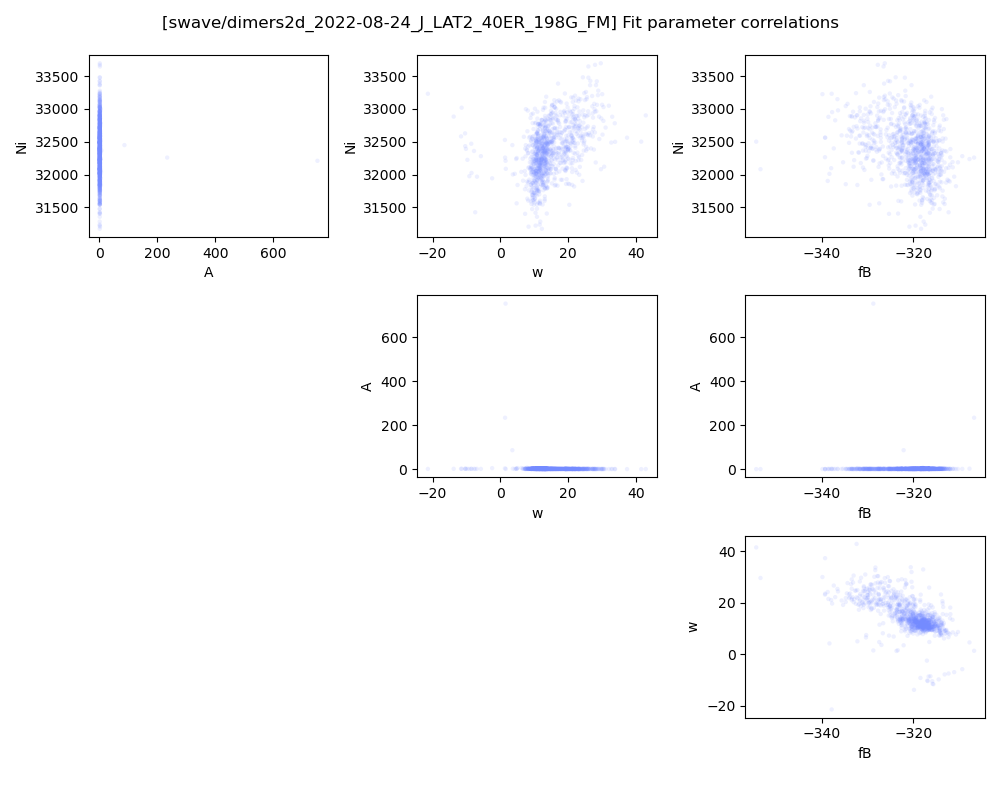 [swave/dimers2d_2022-08-24_J_LAT2_40ER_198G_FM] Fit parameter correlations
33500
33000
32500
32000
31500
Ni
0 200 400 600
A
33500
33000
32500
32000
31500
Ni
−20 0 20 40
w
33500
33000
32500
32000
31500
Ni
−340 −320
fB
600
400
200
0
A
−20 0 20 40
w
600
400
200
0
A
−340 −320
fB
40
20
0
−20
w
−340 −320
fB